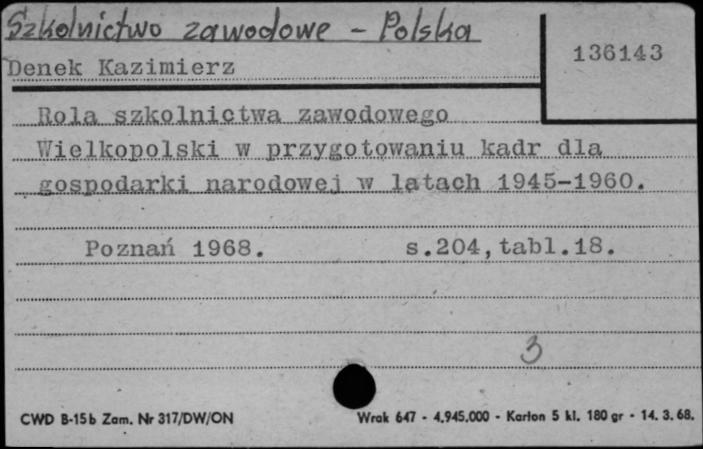 Szkolnictwo zawodowe - Polska
136143
Denek Kazimierz
Rola szkolnictwa zawodowego
Wielkopolski w przygotowaniu kadr dla
gospodarki narodowej w latach 1945-1960.
Poznań 1968. s.204,tabl.18.
3
CWD B-15b Zam. Nr 317/DW/ON Wrak 647 - 4.945.000 - Karton 5 kl. 180 gr - 14. 3. 68.